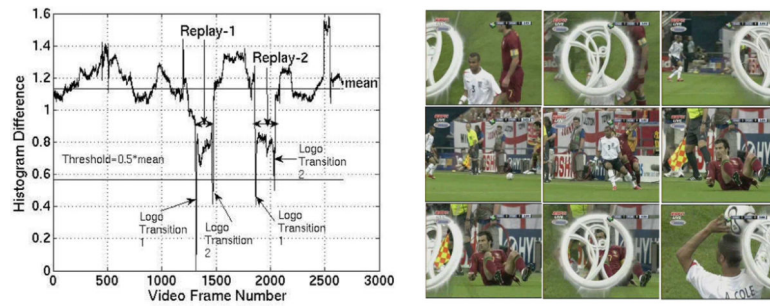 1.6
1.4
1.2
1
0.8
0.6
0.4
0.2
0
Histogram Difference
Replay-1
Replay-2
mean
Threshold=0.5*mean
Logo
Transition
2
Logo
Transition
1
Logo
Transition
2
Logo
Transition
1
0 500 1000 1500 2000 2500 3000
Video Frame Number
A. COLE